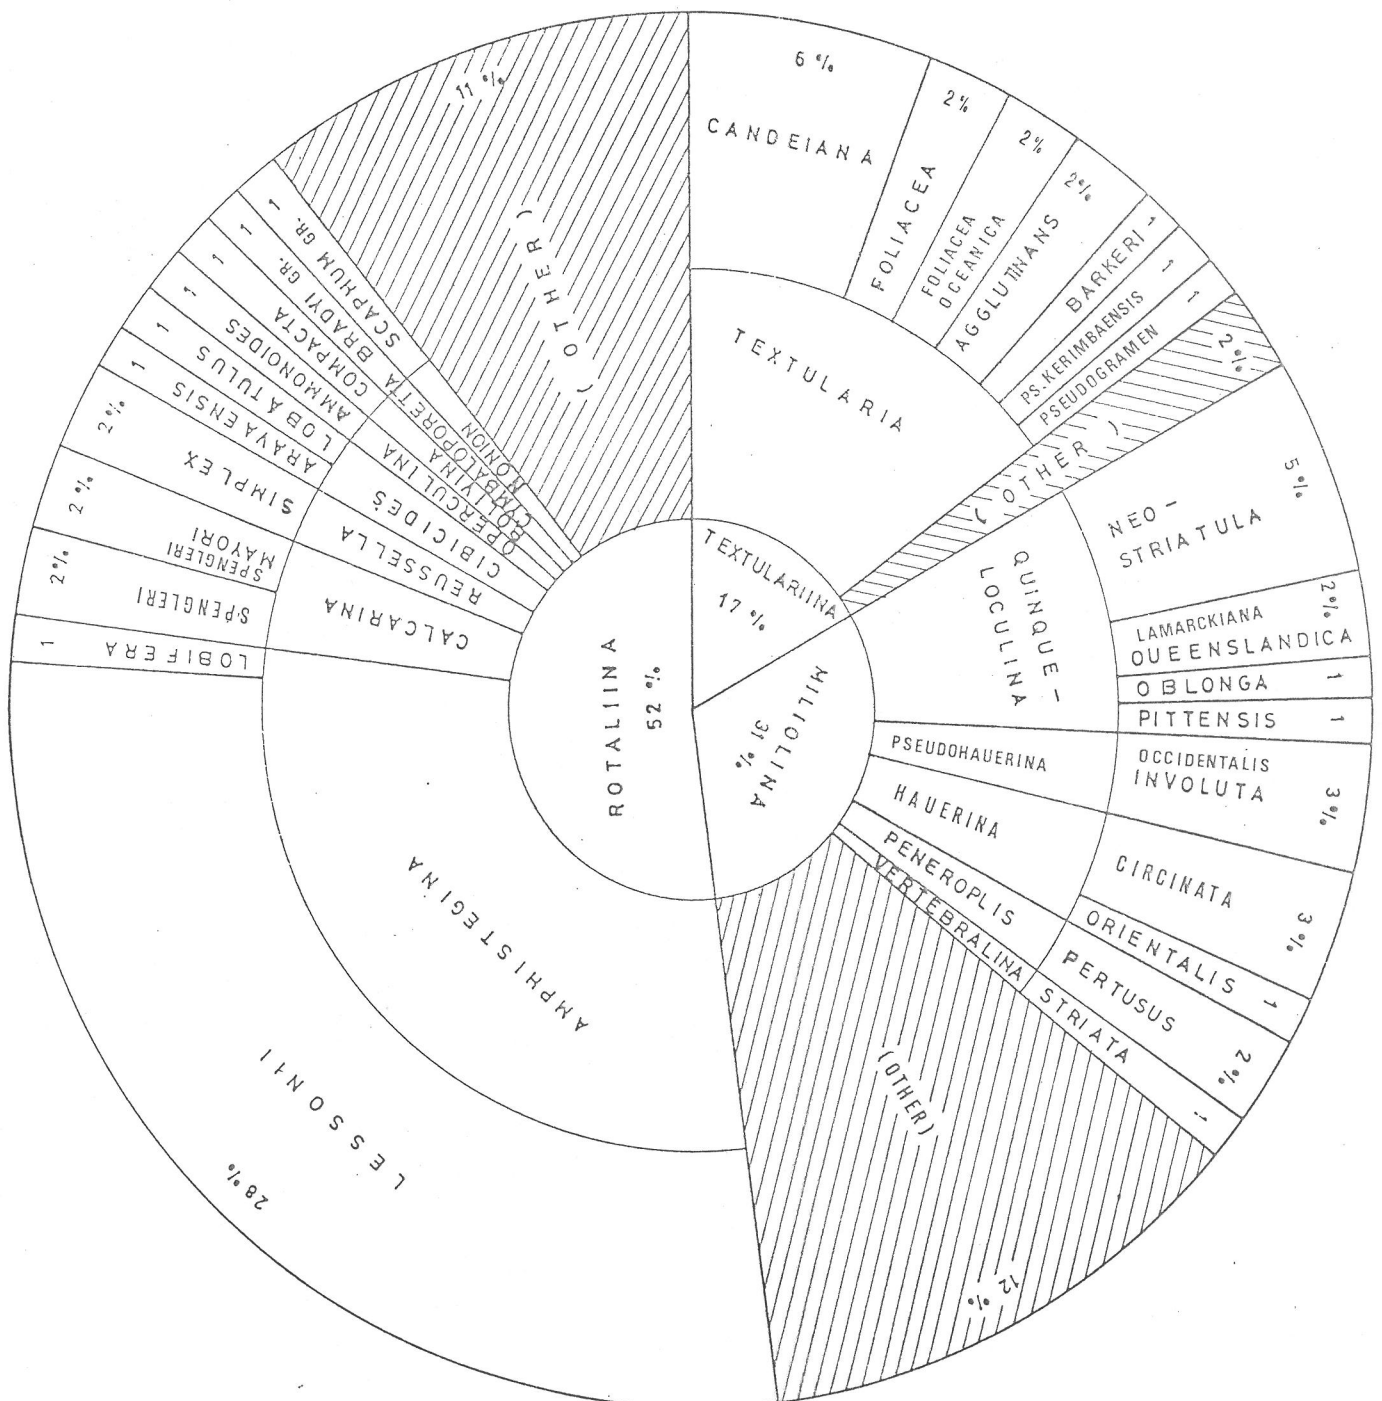 TEXTULARIINA
17 %
TEXTULARIA
6 %
CANDEIANA
2 %
FOLIACEA
2 %
FOLIACEA
OCEANICA
2 %
AGGLUTINANS
BARKERI 1
PS. KERIMBAENSIS 1
PSEUDOGRAMEN 1
( OTHER )
2 %
MILIOLINA
31 %
QUINQUE -
LOCULINA
NEO -
STRIATULA
5 %
LAMARCKIANA
QUEENSLANDICA
2 %
OBLONGA 1
PITTENSIS 1
PSEUDOHAUERINA
OCCIDENTALIS
INVOLUTA
3 %
HAUERINA
CIRCINATA
3 %
ORIENTALIS 1
PENEROPLIS
PERTUSUS
2 %
VERTEBRALINA
STRIATA 1
(OTHER)
12 %
ROTALIINA
52 %
AMPHISTEGINA
LESSONII
28 %
LOBIFERA 1
CALCARINA
SPENGLERI
2 %
SPENGLERI
MAYORI
2 %
REUSSELLA
SIMPLEX
2 %
CIBICIDES
ARAYAENSIS 1
LOBATULUS 1
OPERCULINA
AMMONOIDES 1
BOLIVINA
COMPACTA 1
CYMBALOPORETTA
BRADYI GR. 1
NONION
SCAPHUM GR. 1
( OTHER )
11 %